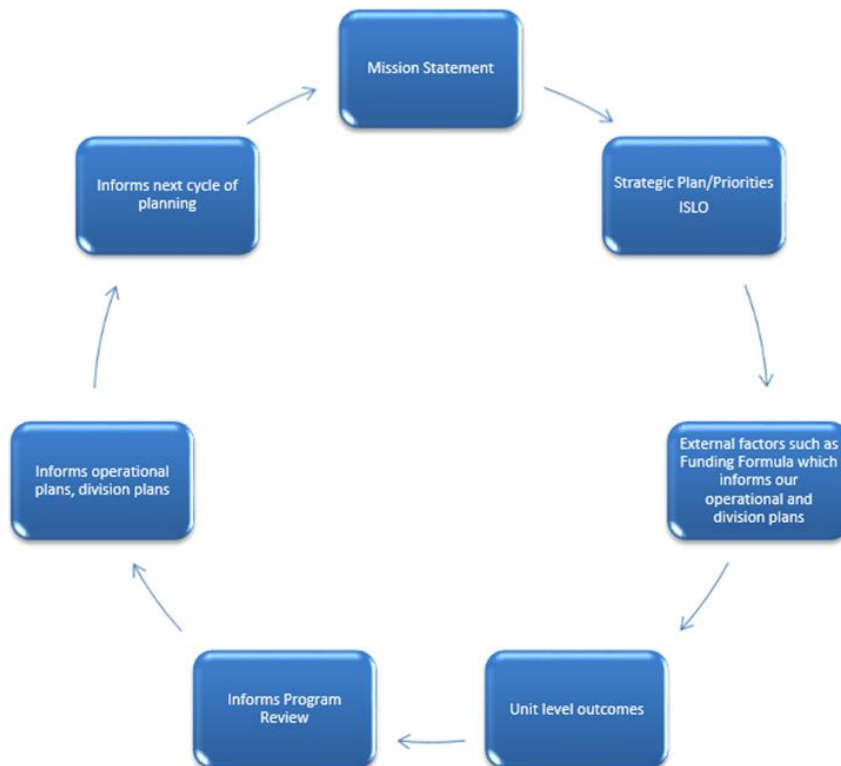 Mission Statement
Strategic Plan/Priorities
ISLO
External factors such as
Funding Formula which
informs our
operational and
division plans
Unit level outcomes
Informs Program
Review
Informs operational
plans, division plans
Informs next cycle of
planning